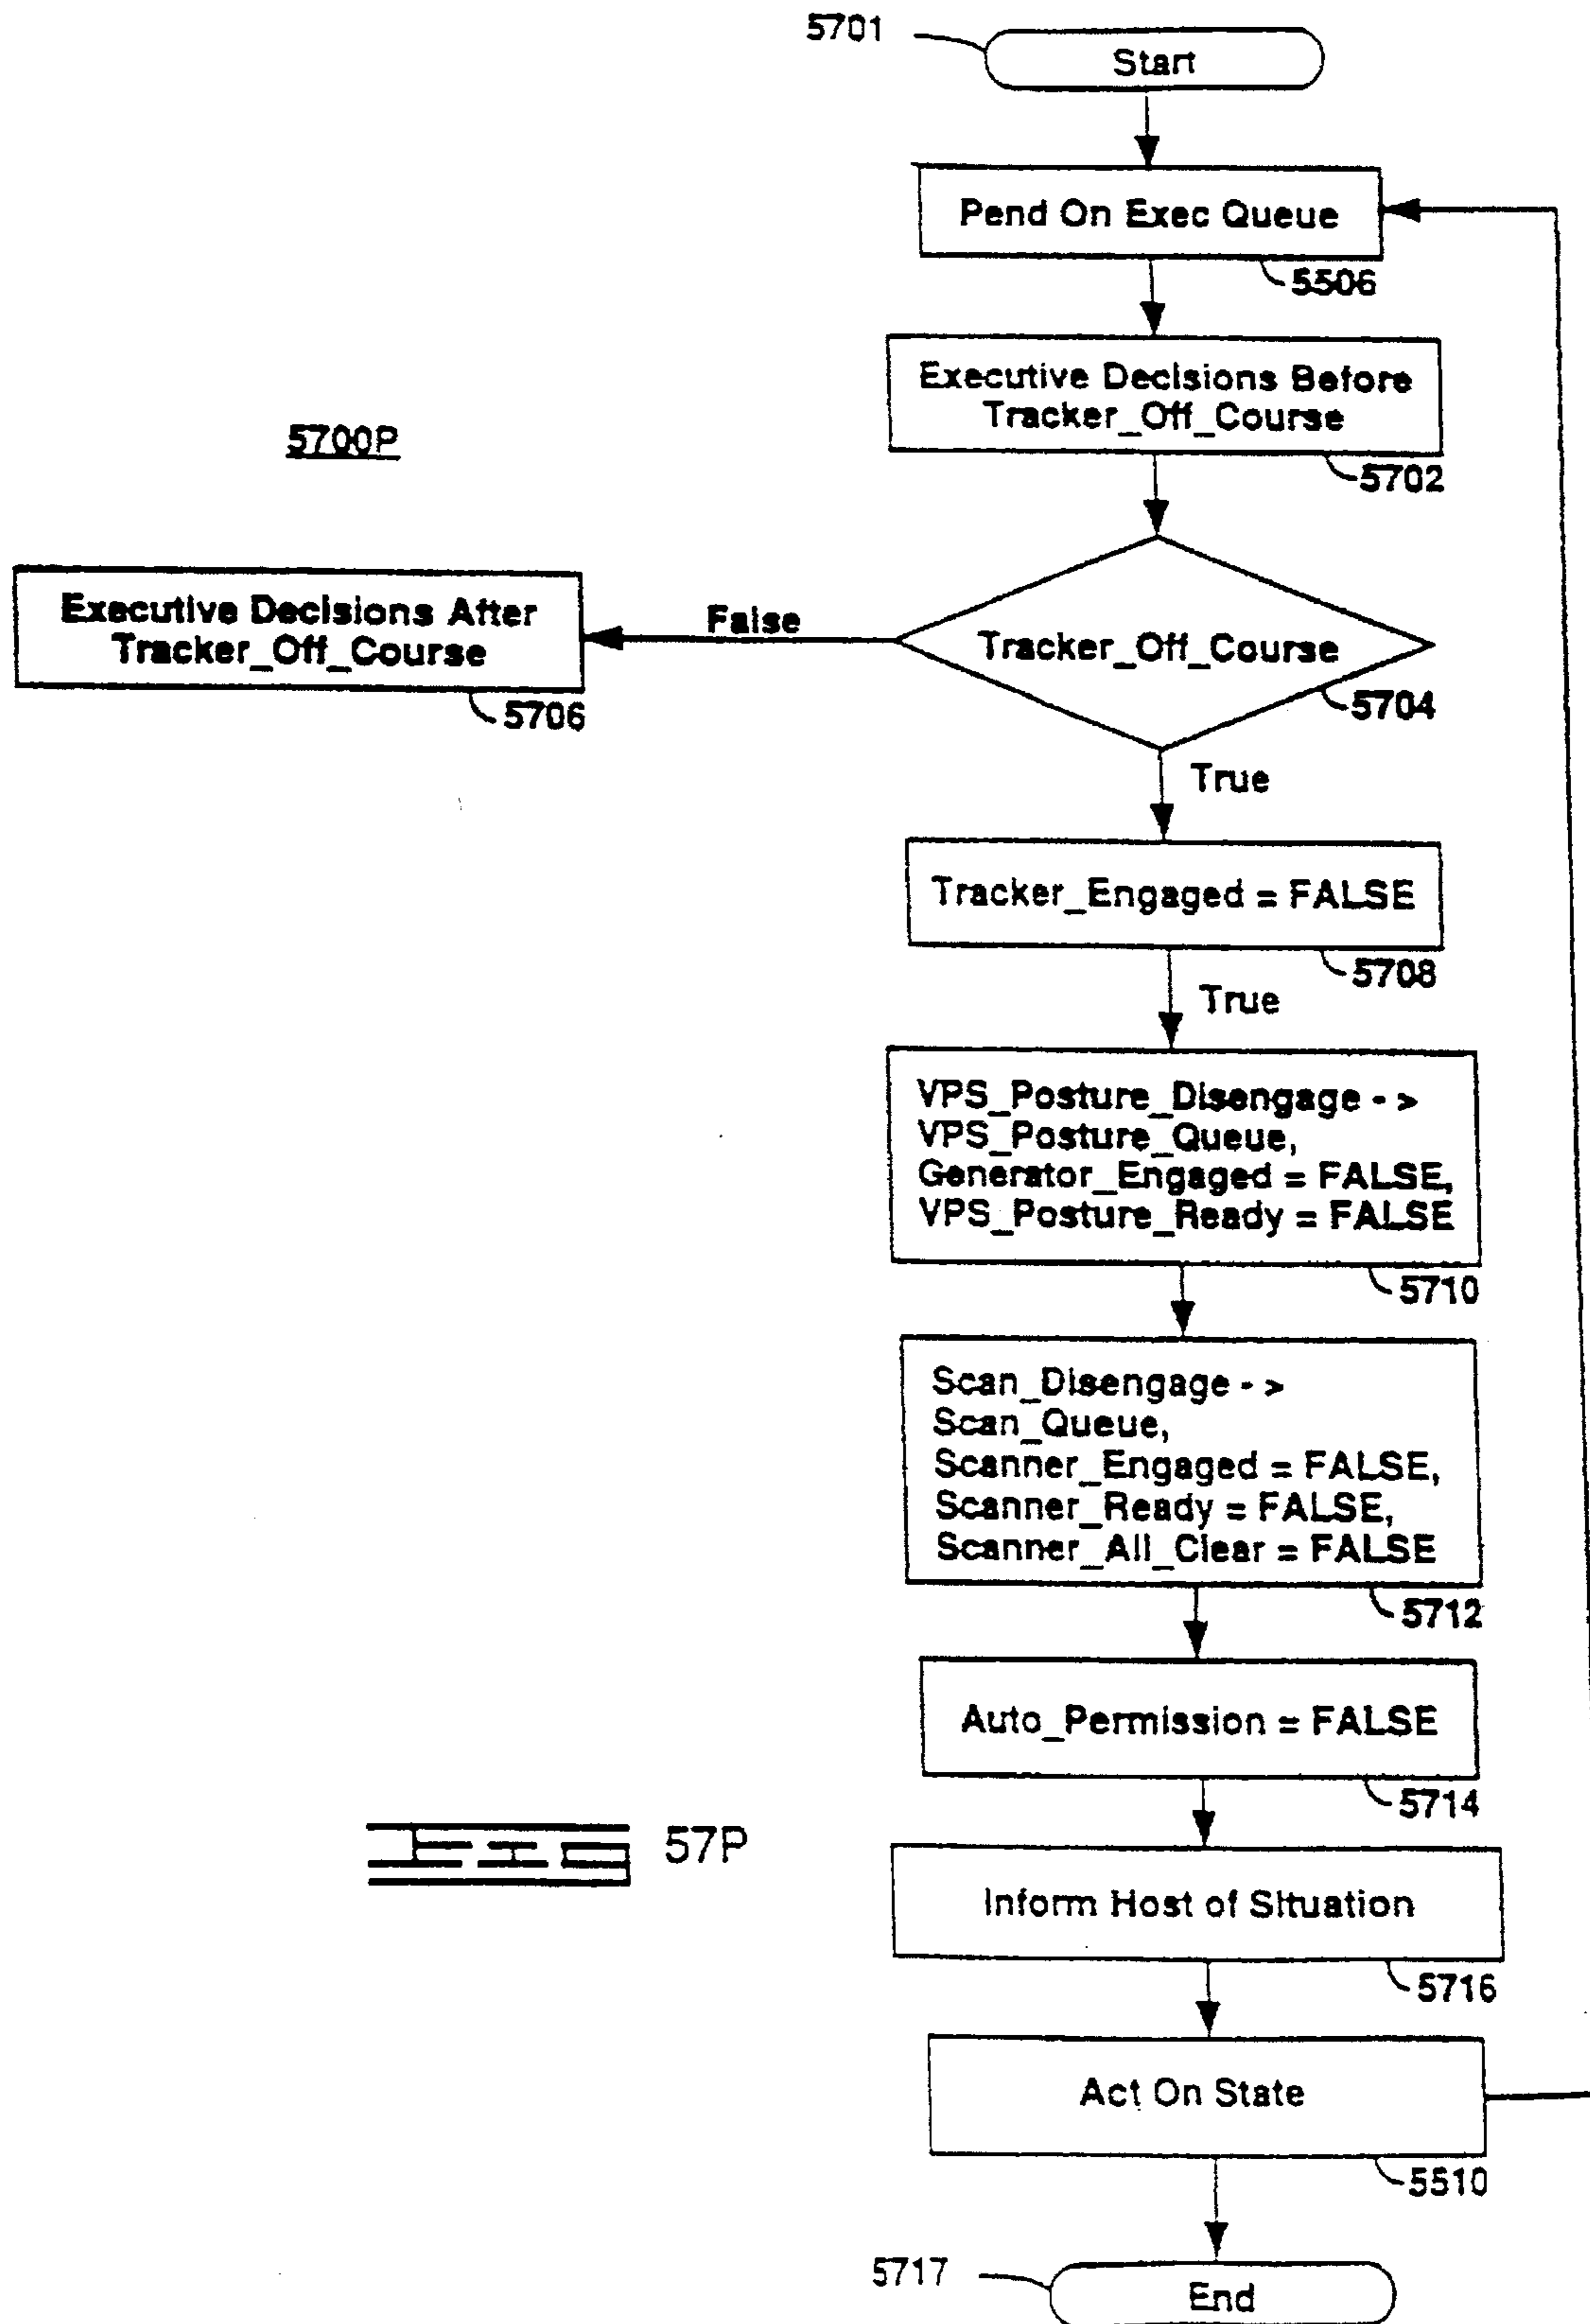 5701
Start
Pend On Exec Queue
5506
Executive Decisions Before
Tracker_Off_Course
5702
5700P
Executive Decisions After
Tracker_Off_Course
5706
False
Tracker_Off_Course
5704
True
Tracker_Engaged = FALSE
5708
True
VPS_Posture_Disengage - >
VPS_Posture_Queue,
Generator_Engaged = FALSE,
VPS_Posture_Ready = FALSE
5710
Scan_Disengage - >
Scan_Queue,
Scanner_Engaged = FALSE,
Scanner_Ready = FALSE,
Scanner_All_Clear = FALSE
5712
Auto_Permission = FALSE
5714
FIG 57P
Inform Host of Situation
5716
Act On State
5510
5717
End